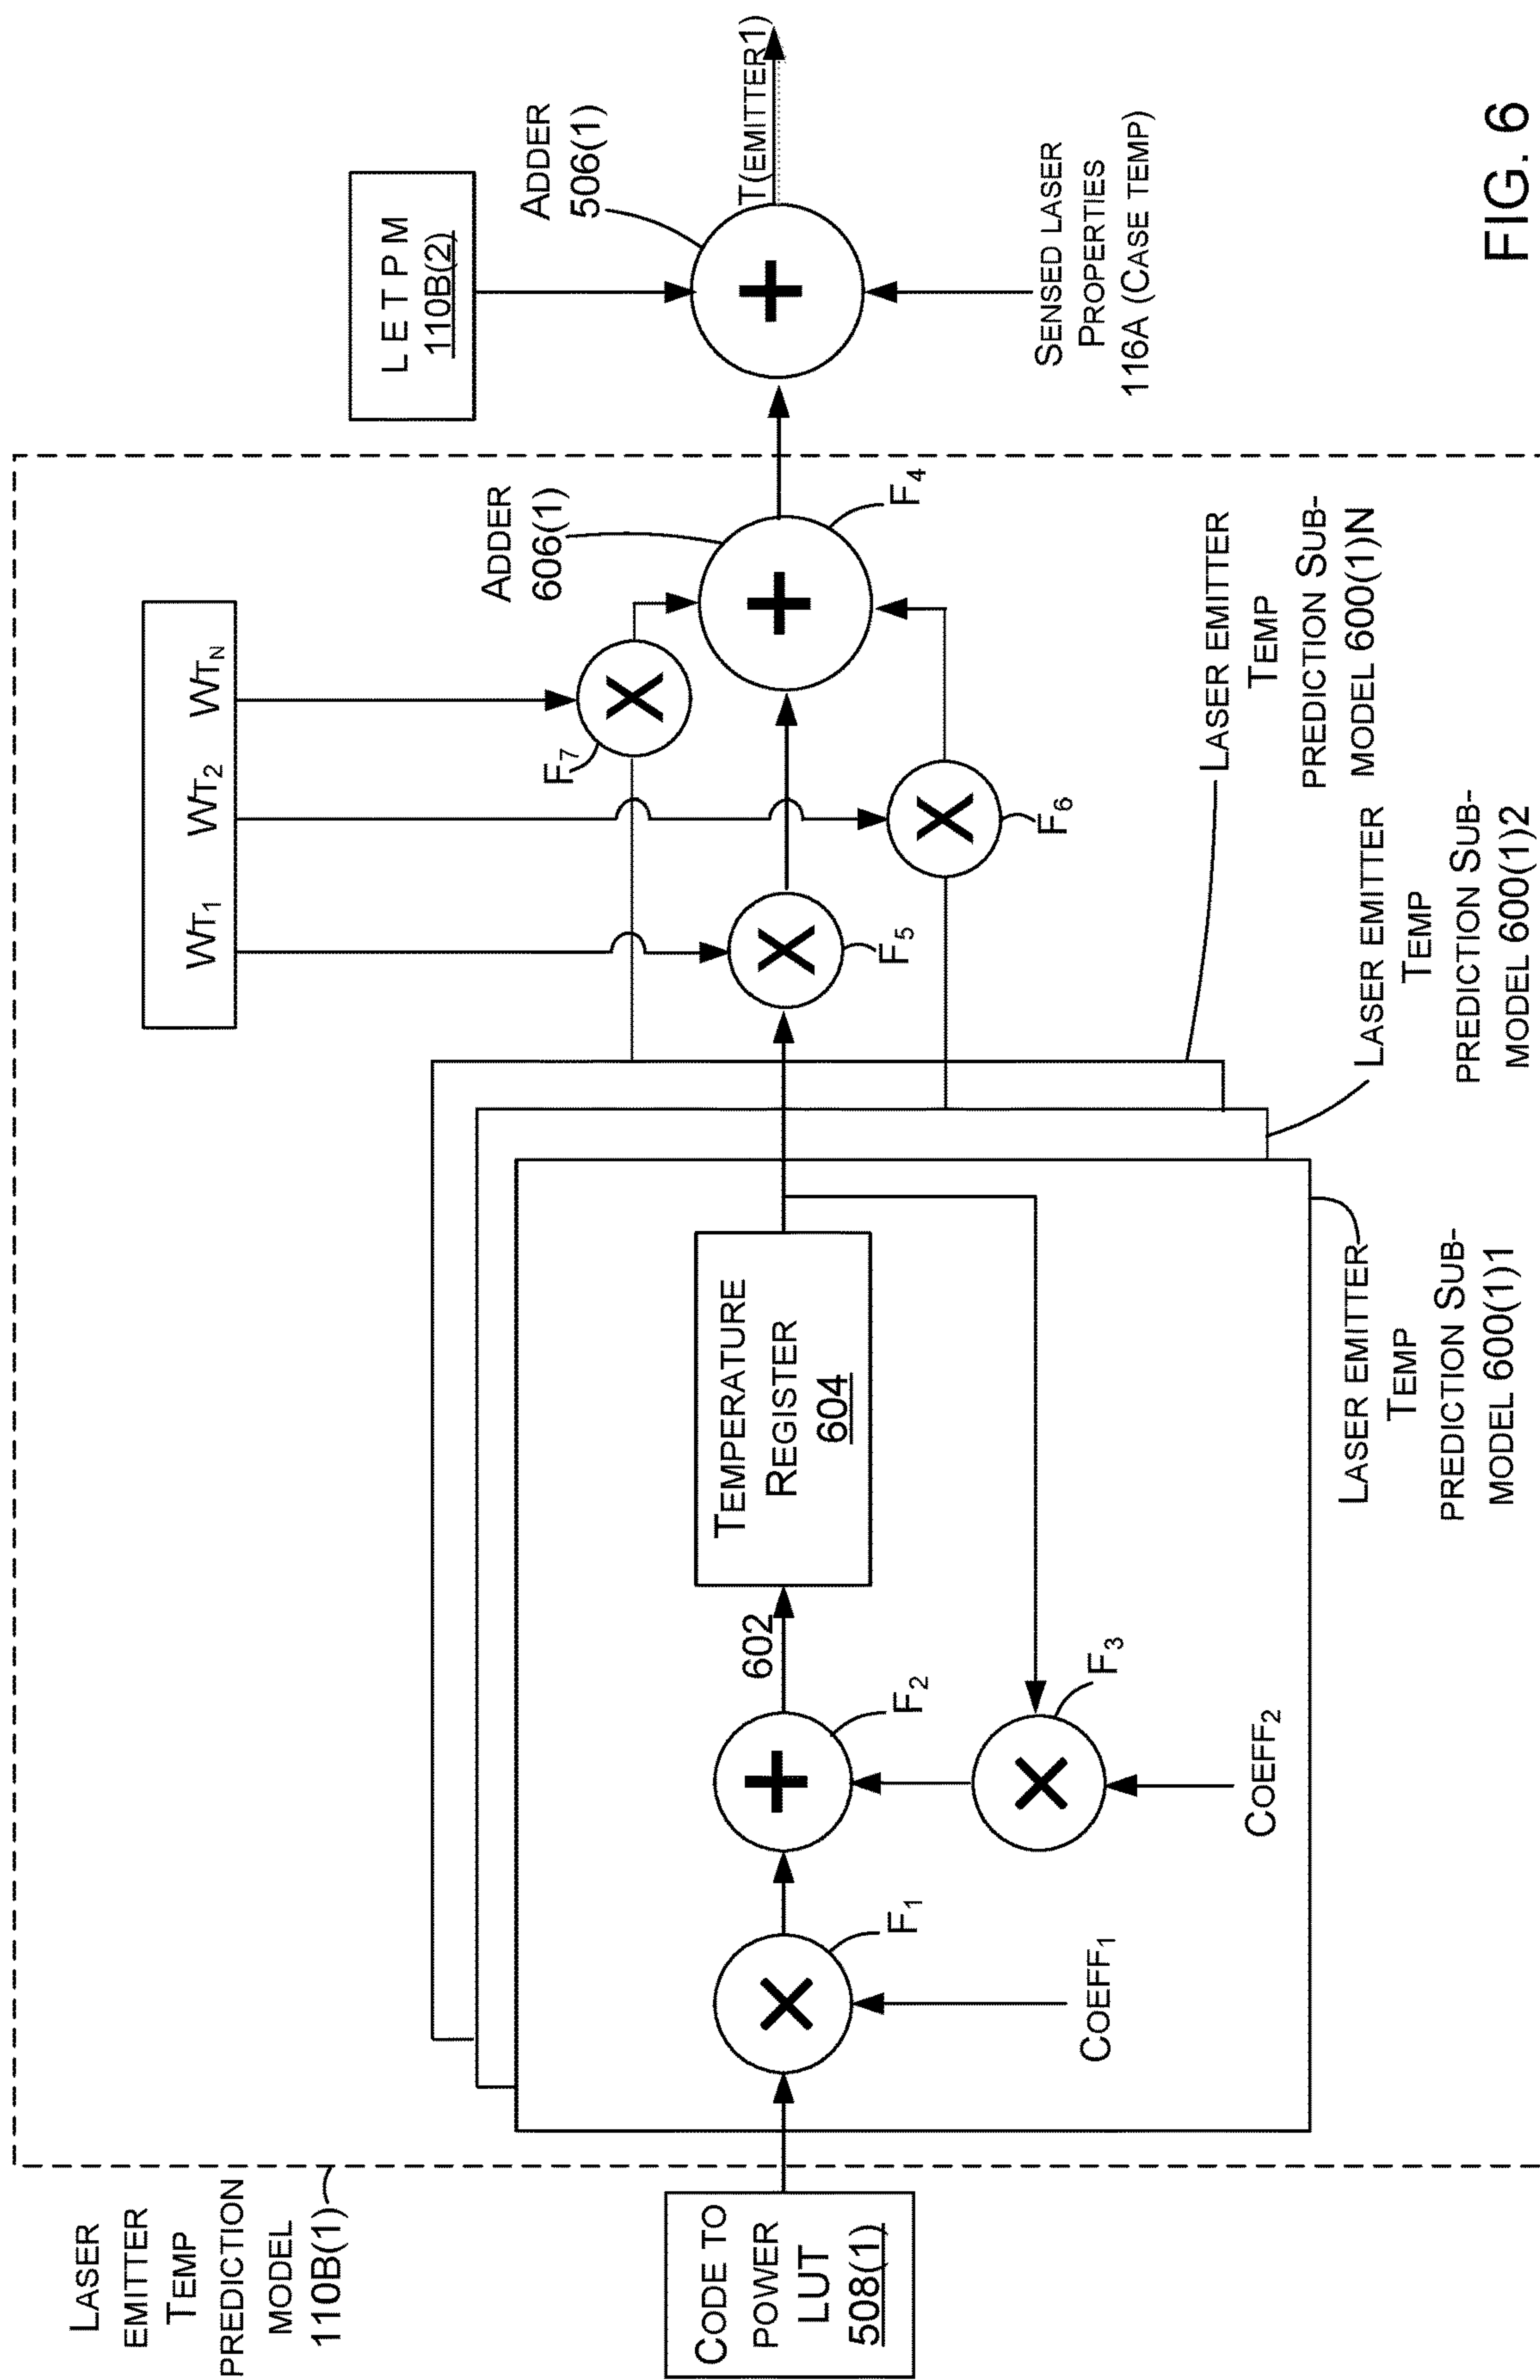 LASER
EMITTER
TEMP
PREDICTION
MODEL
110B(1)
CODE TO
POWER
LUT
508(1)
F1
COEFF1
F2
602
F3
COEFF2
TEMPERATURE
REGISTER
604
LASER EMITTER
TEMP
PREDICTION SUB-
MODEL 600(1)1
LASER EMITTER
TEMP
PREDICTION SUB-
MODEL 600(1)2
LASER EMITTER
TEMP
PREDICTION SUB-
MODEL 600(1)N
WT1 WT2 WTN
F5
F6
F7
ADDER
606(1)
F4
LETPM
110B(2)
ADDER
506(1)
T(EMITTER1)
SENSED LASER
PROPERTIES
116A (CASE TEMP)
FIG. 6